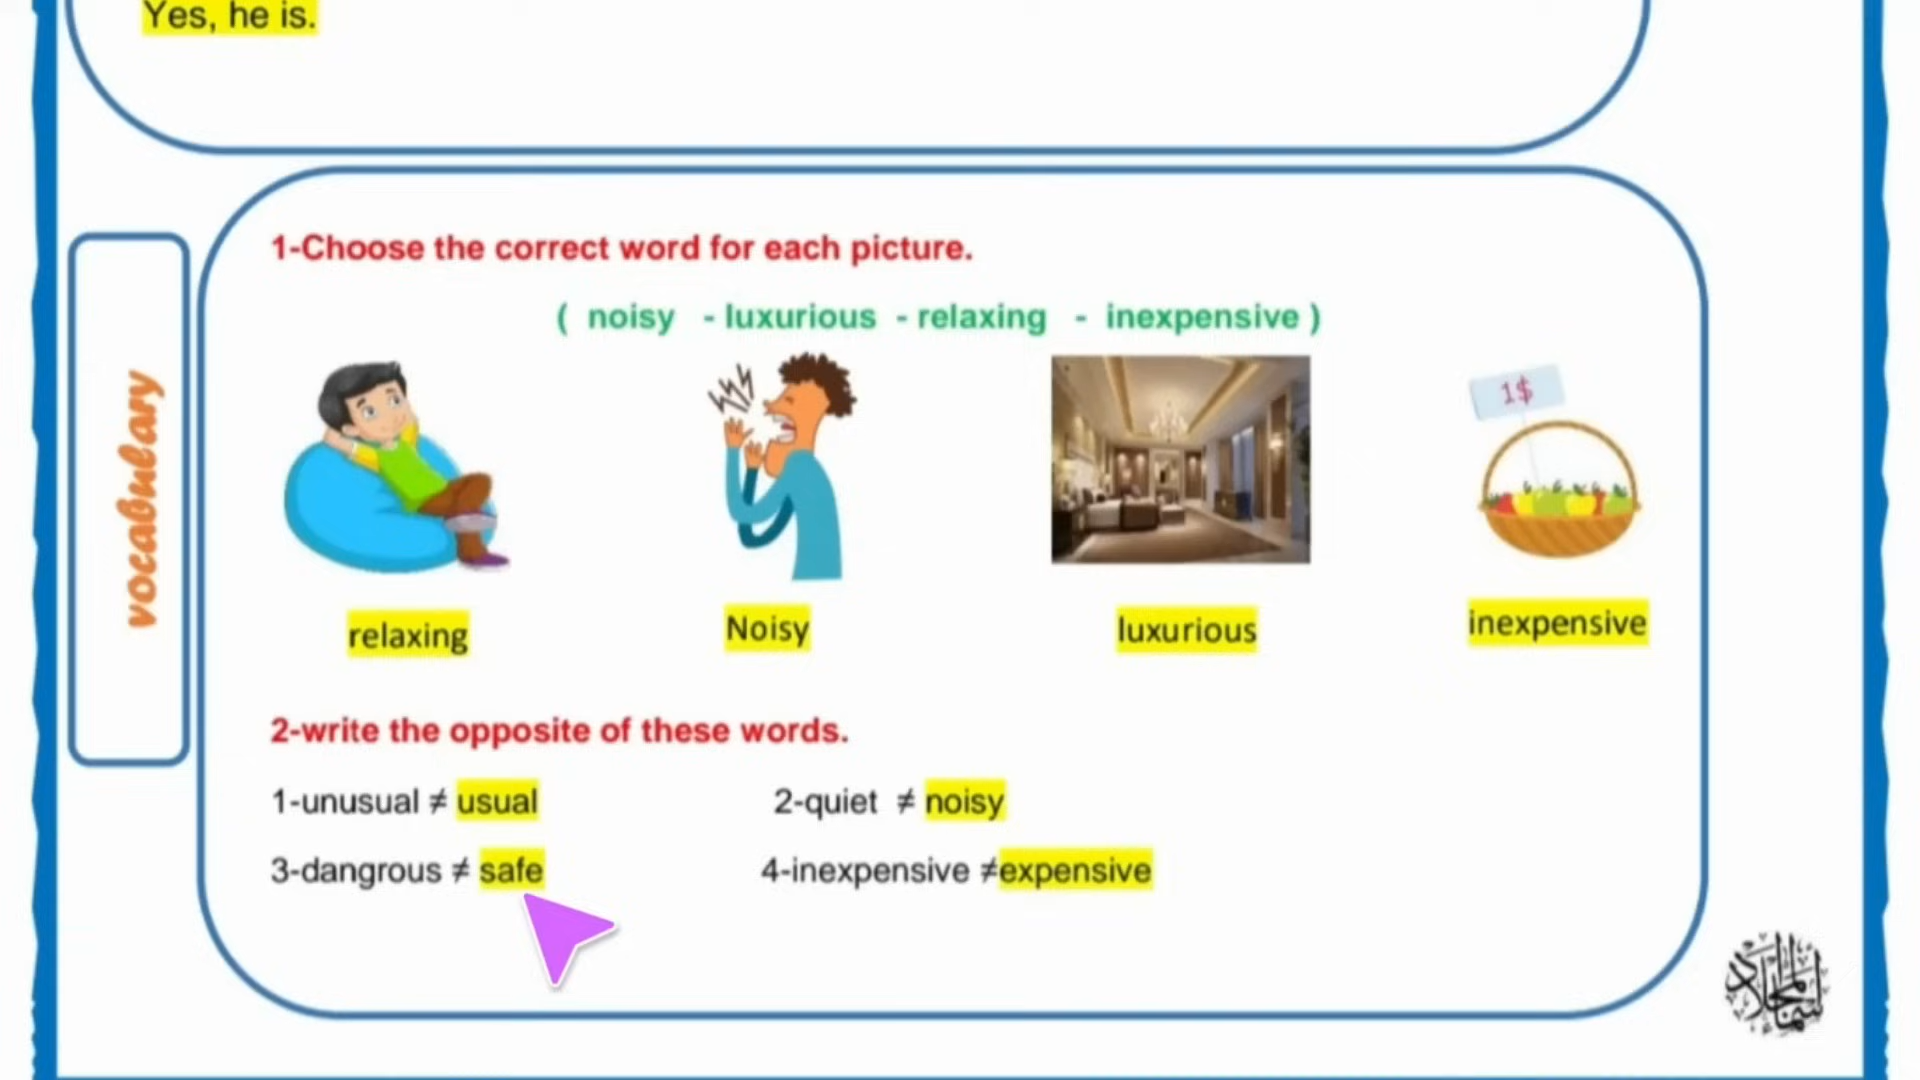 Yes, he is.
1-Choose the correct word for each picture.
( noisy - luxurious - relaxing - inexpensive )
1$
relaxing Noisy luxurious inexpensive
vocabulary
2-write the opposite of these words.
1-unusual ≠ usual 2-quiet ≠ noisy
3-dangrous ≠ safe 4-inexpensive ≠expensive